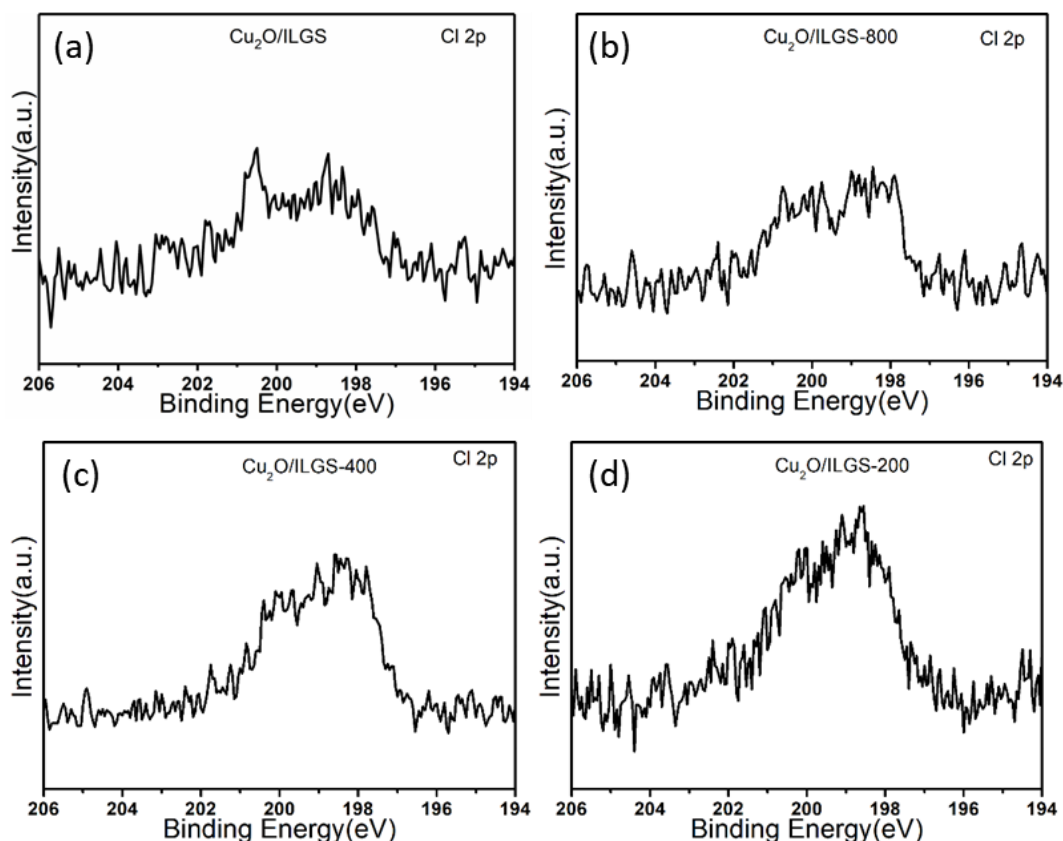 (a)
Cu₂O/ILGS
Cl 2p
Intensity(a.u.)
206 204 202 200 198 196 194
Binding Energy(eV)
(b)
Cu₂O/ILGS-800
Cl 2p
Intensity(a.u.)
206 204 202 200 198 196 194
Binding Energy(eV)
(c)
Cu₂O/ILGS-400
Cl 2p
Intensity(a.u.)
206 204 202 200 198 196 194
Binding Energy(eV)
(d)
Cu₂O/ILGS-200
Cl 2p
Intensity(a.u.)
206 204 202 200 198 196 194
Binding Energy(eV)